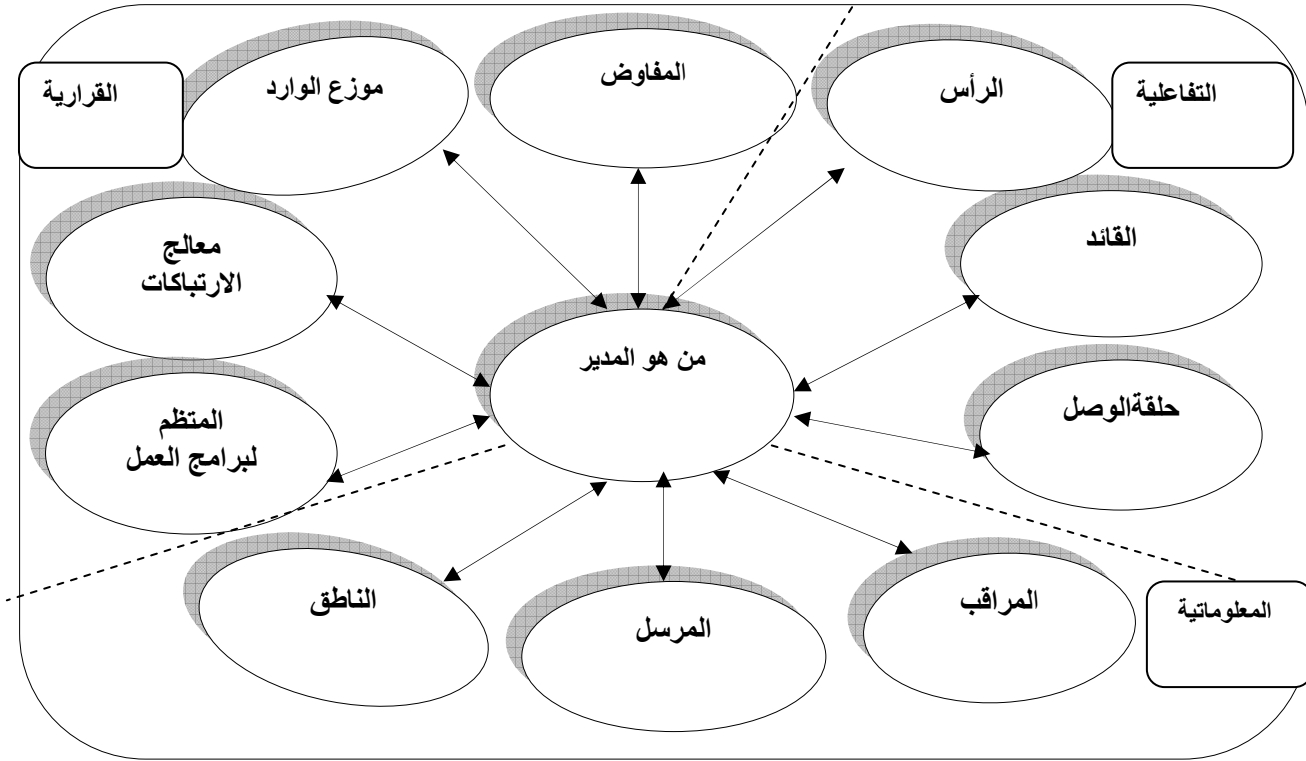 التفاعلية
الرأس
المفاوض
موزع الوارد
القرارية
القائد
معالج
الارتباكات
من هو المدير
حلقةالوصل
المتظم
لبرامج العمل
المعلوماتية
المراقب
المرسل
الناطق